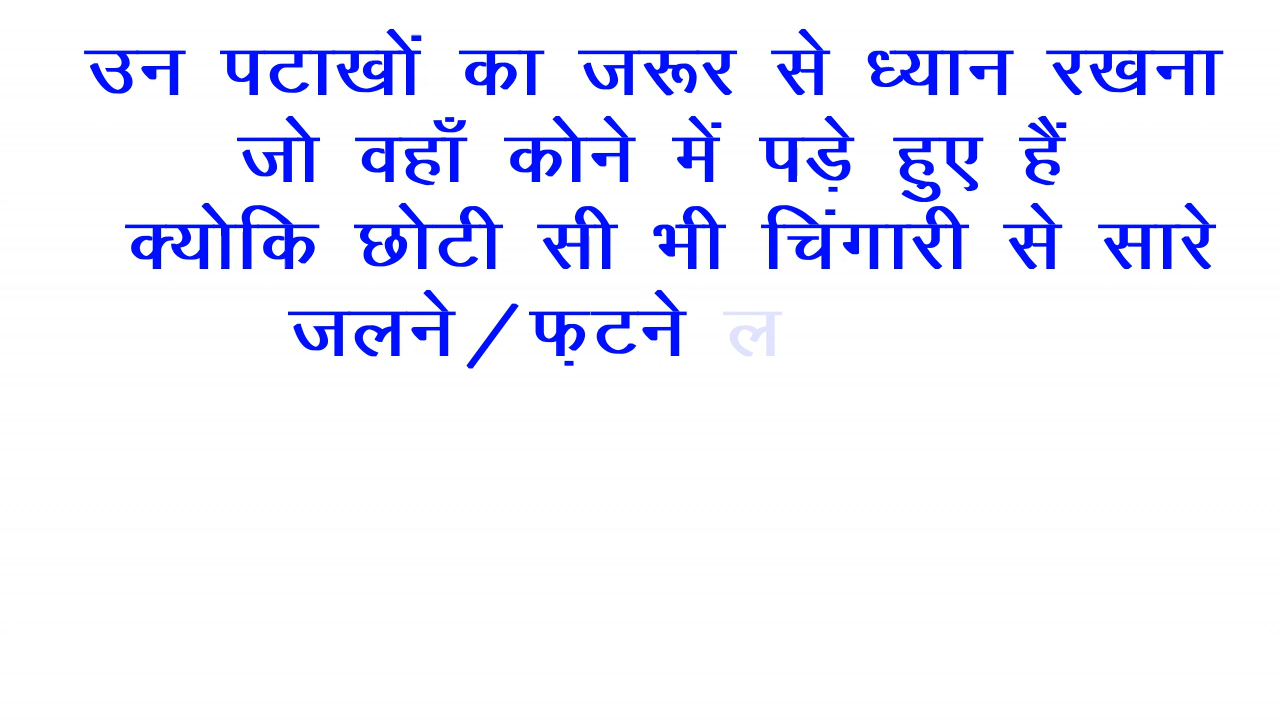 उन पटाखों का जरूर से ध्यान रखना
जो वहाँ कोने में पड़े हुए हैं
क्योकि छोटी सी भी चिंगारी से सारे
जलने/फ़टने ल